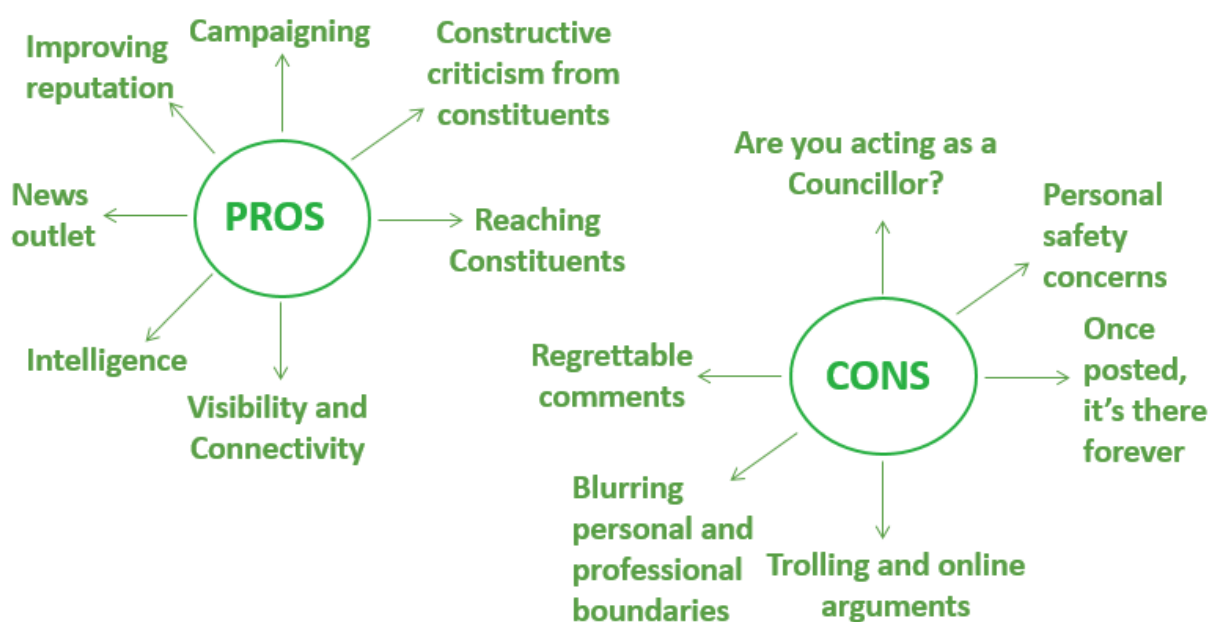 PROS
Campaigning
Constructive
criticism from
constituents
Reaching
Constituents
Visibility and
Connectivity
Intelligence
News
outlet
Improving
reputation
CONS
Are you acting as a
Councillor?
Personal
safety
concerns
Once
posted,
it’s there
forever
Trolling and online
arguments
Blurring
personal and
professional
boundaries
Regrettable
comments